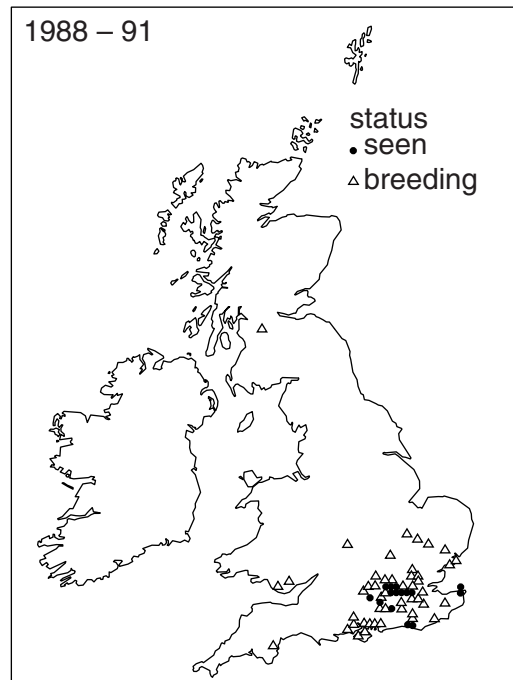 1988 – 91
status
seen
breeding